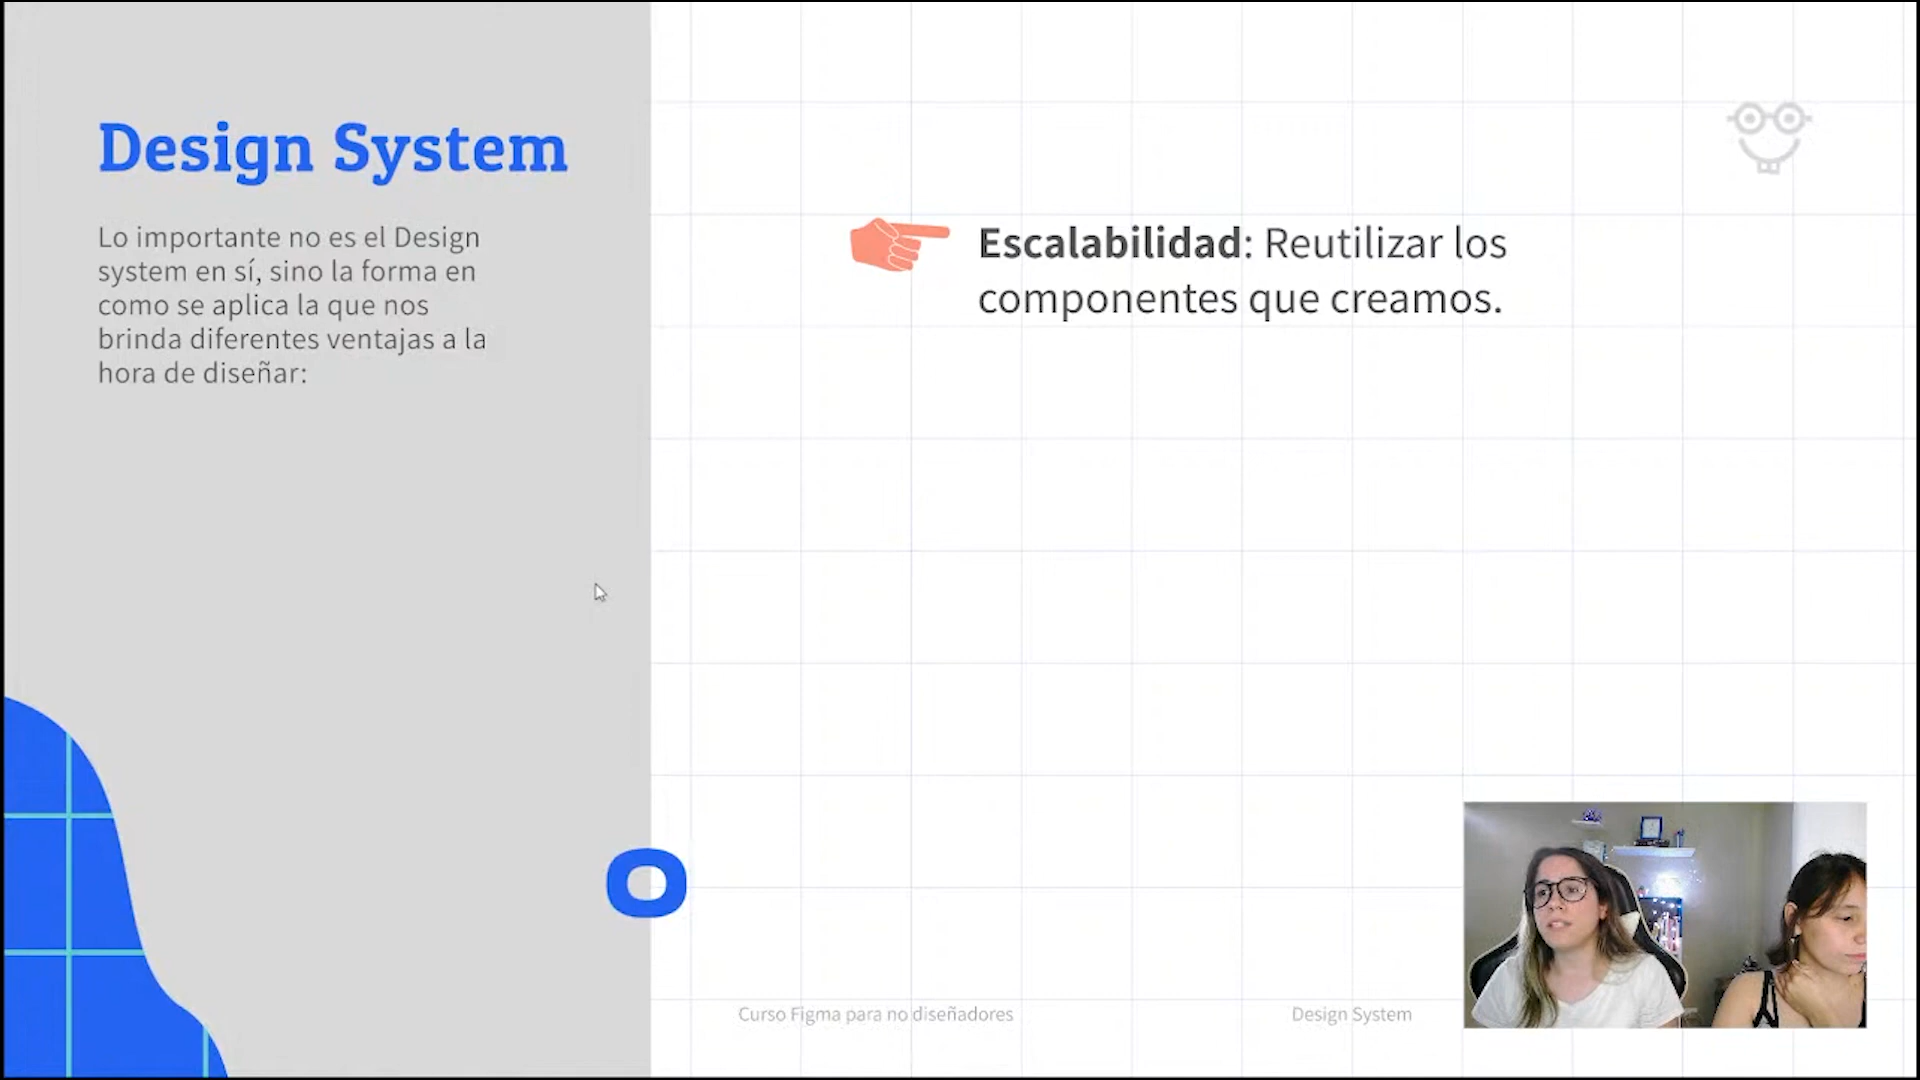 Design System
Lo importante no es el Design
system en sí, sino la forma en
como se aplica la que nos
brinda diferentes ventajas a la
hora de diseñar:
Escalabilidad: Reutilizar los
componentes que creamos.
Curso Figma para no diseñadores
Design System